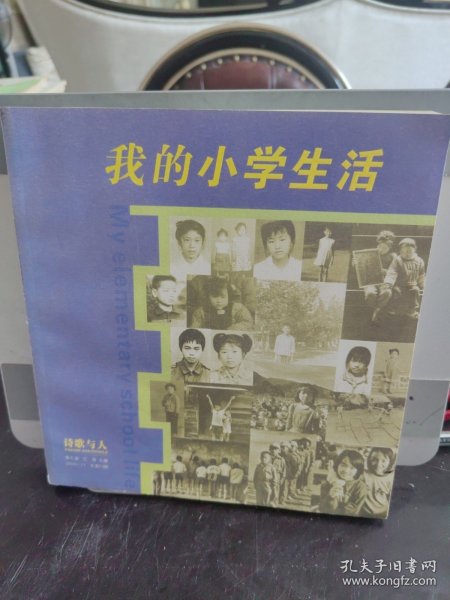 我的小学生活
My elementary school life
诗歌与人
孔夫子旧书网
www.kongfz.com